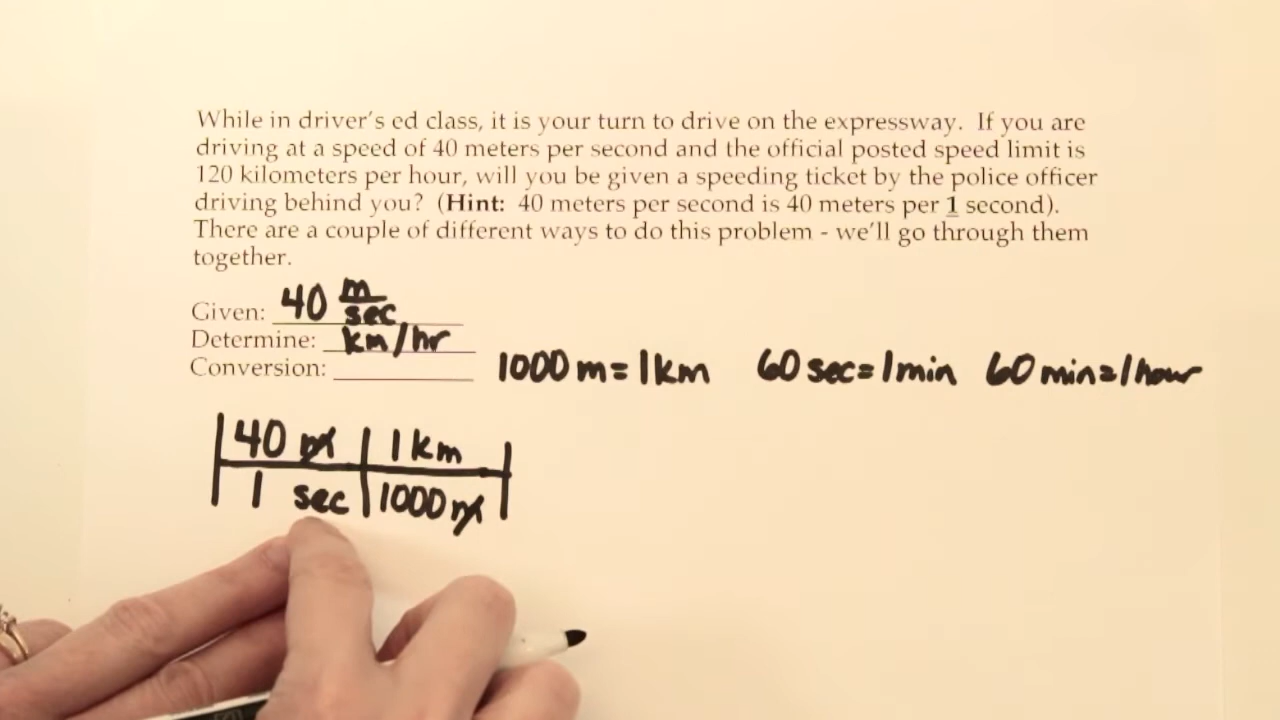 While in driver's ed class, it is your turn to drive on the expressway. If you are
driving at a speed of 40 meters per second and the official posted speed limit is
120 kilometers per hour, will you be given a speeding ticket by the police officer
driving behind you? (Hint: 40 meters per second is 40 meters per 1 second).
There are a couple of different ways to do this problem - we'll go through them
together.
Given: 40 m/sec
Determine: km/hr
Conversion: 1000 m = 1 km 60 sec = 1 min 60 min = 1 hour
40 m 1 km
1 sec 1000 m